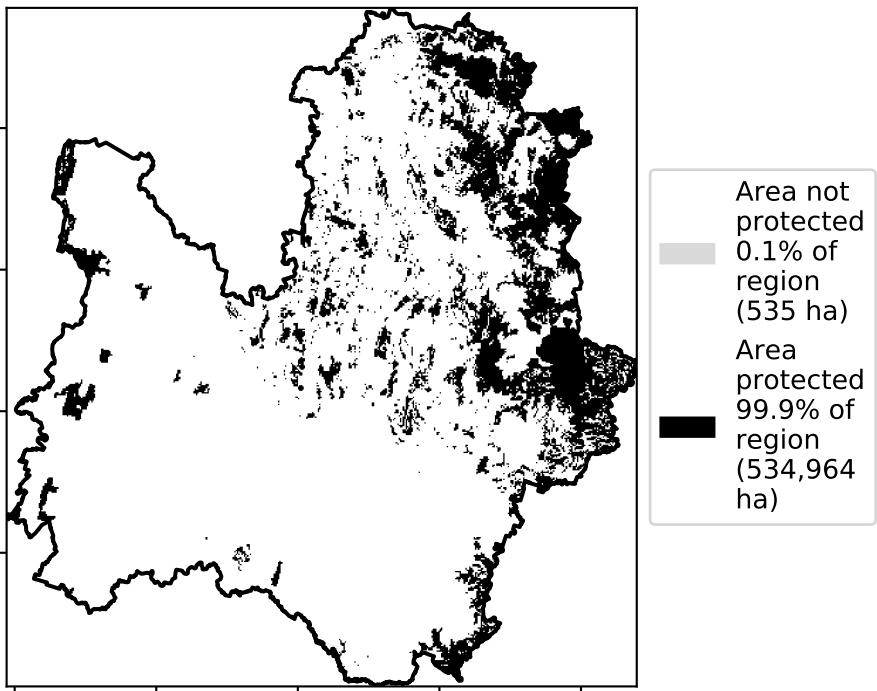 Area not
protected
0.1% of
region
(535 ha)
Area
protected
99.9% of
region
(534,964
ha)